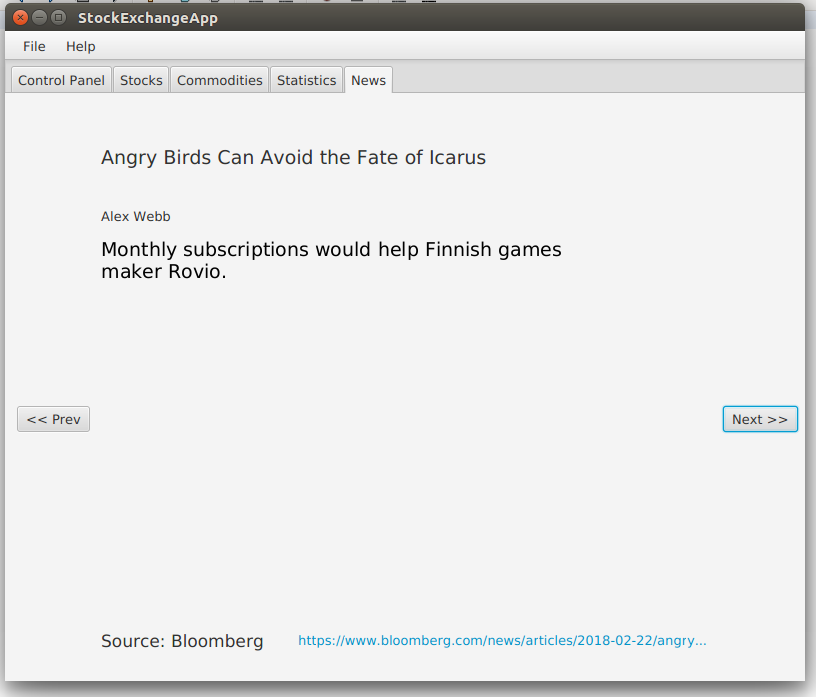 StockExchangeApp
File Help
Control Panel Stocks Commodities Statistics News
Angry Birds Can Avoid the Fate of Icarus
Alex Webb
Monthly subscriptions would help Finnish games
maker Rovio.
<< Prev Next >>
Source: Bloomberg https://www.bloomberg.com/news/articles/2018-02-22/angry...